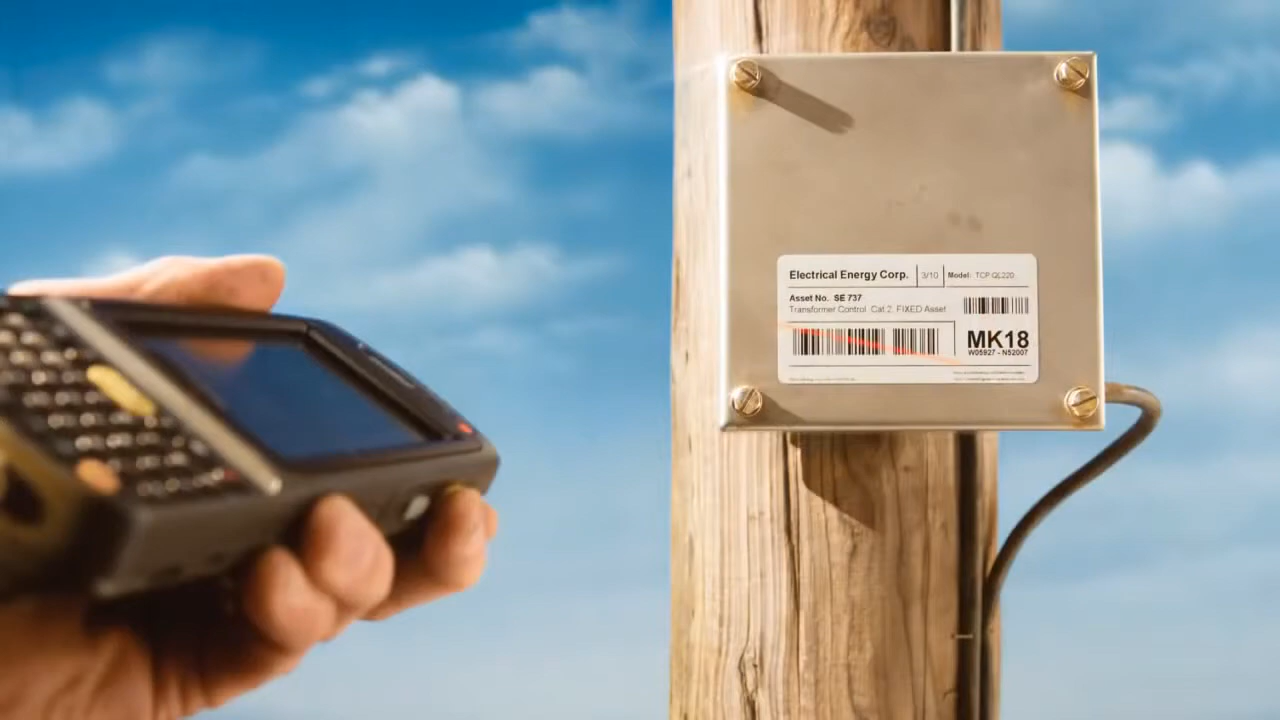 Electrical Energy Corp. 3/10 Model: TCP QL220
Asset No. SE 737
Transformer Control. Cat 2. FIXED Asset
MK18
W05927 - N52007